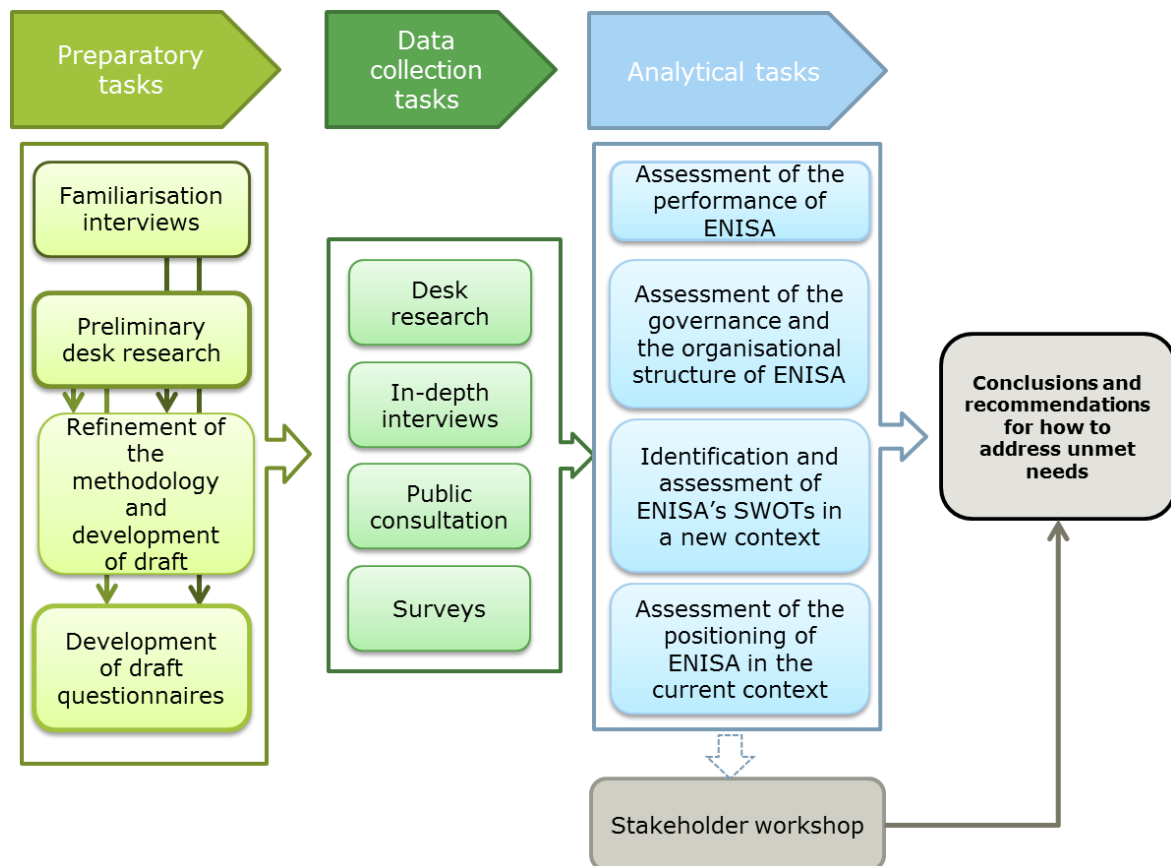 Preparatory
tasks
Data
collection
tasks
Analytical tasks
Familiarisation
interviews
Preliminary
desk research
Refinement of
the
methodology
and
development of
draft
Development
of draft
questionnaires
Desk
research
In-depth
interviews
Public
consultation
Surveys
Assessment of the
performance of
ENISA
Assessment of the
governance and
the organisational
structure of ENISA
Identification and
assessment of
ENISA’s SWOTs in
a new context
Assessment of the
positioning of
ENISA in the
current context
Conclusions and
recommendations
for how to
address unmet
needs
Stakeholder workshop